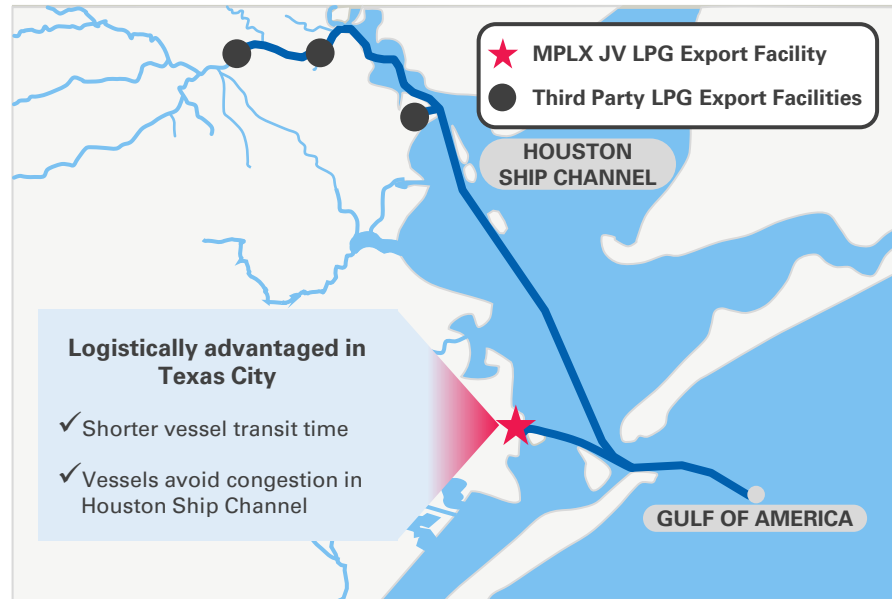 MPLX JV LPG Export Facility
Third Party LPG Export Facilities
HOUSTON
SHIP CHANNEL
Logistically advantaged in
Texas City
✓ Shorter vessel transit time
✓ Vessels avoid congestion in
Houston Ship Channel
GULF OF AMERICA